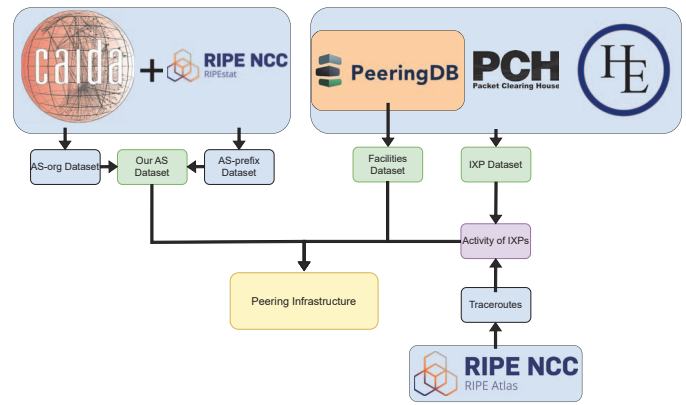 caida
+
RIPE NCC
RIPEstat
PeeringDB
PCH
Packet Clearing House
HE
AS-org Dataset
Our AS
Dataset
AS-prefix
Dataset
Facilities
Dataset
IXP Dataset
Activity of IXPs
Peering Infrastructure
Traceroutes
RIPE NCC
RIPE Atlas